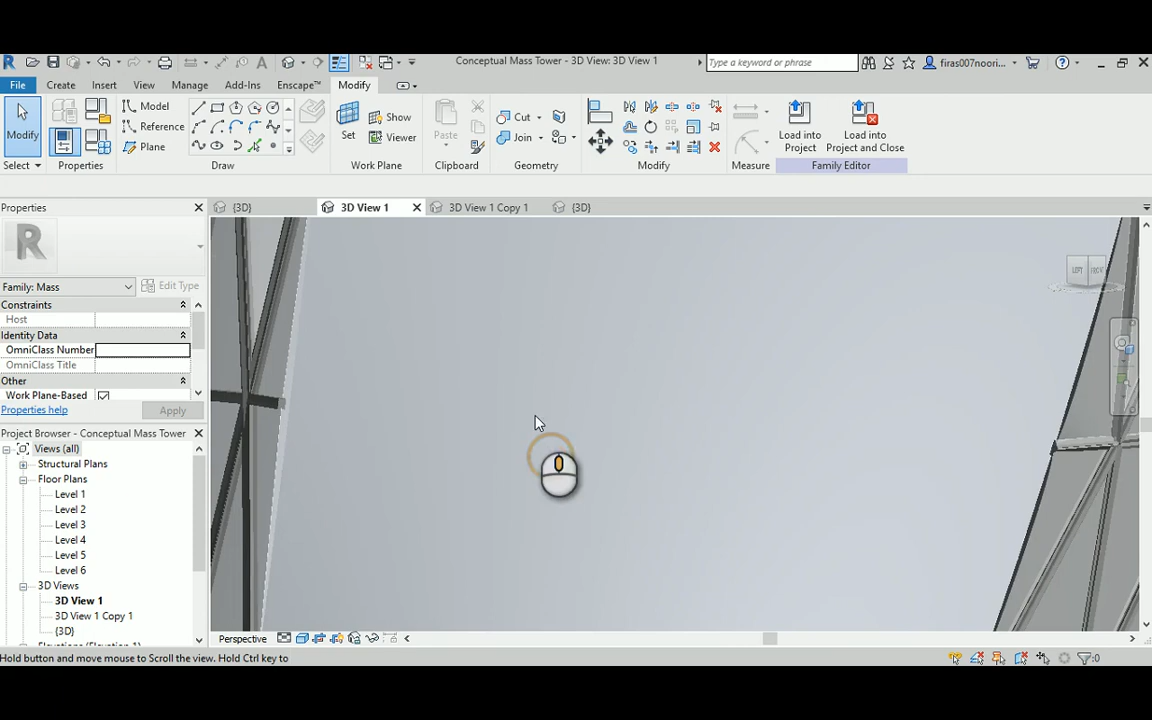 Conceptual Mass Tower - 3D View: 3D View 1
Type a keyword or phrase
firas007noori...
File
Create
Insert
View
Manage
Add-Ins
Enscape™
Modify
Modify
Select
Properties
Model
Reference
Plane
Draw
Set
Show
Viewer
Work Plane
Paste
Clipboard
Cut
Join
Geometry
Modify
Measure
Load into
Project
Load into
Project and Close
Family Editor
Properties
{3D}
3D View 1
3D View 1 Copy 1
{3D}
R
Family: Mass
Edit Type
Constraints
Host
Identity Data
OmniClass Number
OmniClass Title
Other
Work Plane-Based
Properties help
Apply
Project Browser - Conceptual Mass Tower
Views (all)
Structural Plans
Floor Plans
Level 1
Level 2
Level 3
Level 4
Level 5
Level 6
3D Views
3D View 1
3D View 1 Copy 1
{3D}
Elevations (Elevation 1)
LEFT
Perspective
Hold button and move mouse to Scroll the view. Hold Ctrl key to
:0